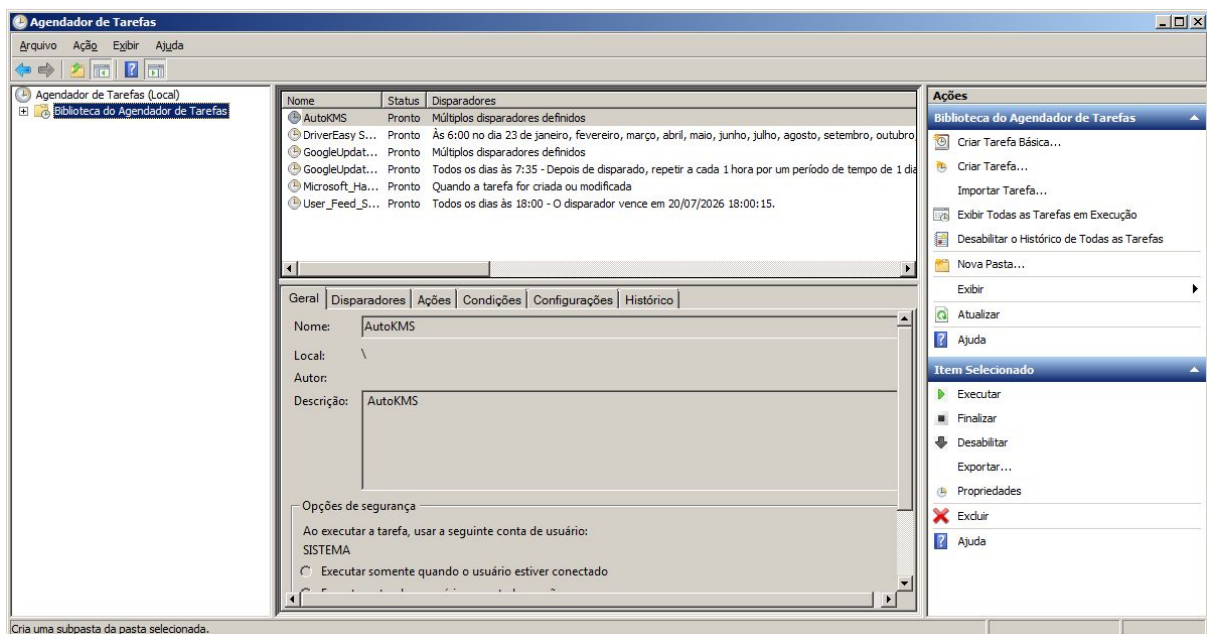 Agendador de Tarefas
Arquivo Ação Exibir Ajuda
Agendador de Tarefas (Local)
Biblioteca do Agendador de Tarefas
Nome Status Disparadores
AutoKMS Pronto Múltiplos disparadores definidos
DriverEasy S... Pronto Às 6:00 no dia 23 de janeiro, fevereiro, março, abril, maio, junho, julho, agosto, setembro, outubro
GoogleUpdat... Pronto Múltiplos disparadores definidos
GoogleUpdat... Pronto Todos os dias às 7:35 - Depois de disparado, repetir a cada 1 hora por um período de tempo de 1 dia
Microsoft_Ha... Pronto Quando a tarefa for criada ou modificada
User_Feed_S... Pronto Todos os dias às 18:00 - O disparador vence em 20/07/2026 18:00:15.
Geral Disparadores Ações Condições Configurações Histórico
Nome: AutoKMS
Local: \
Autor:
Descrição: AutoKMS
Opções de segurança
Ao executar a tarefa, usar a seguinte conta de usuário:
SISTEMA
Executar somente quando o usuário estiver conectado
Ações
Biblioteca do Agendador de Tarefas
Criar Tarefa Básica...
Criar Tarefa...
Importar Tarefa...
Exibir Todas as Tarefas em Execução
Desabilitar o Histórico de Todas as Tarefas
Nova Pasta...
Exibir
Atualizar
Ajuda
Item Selecionado
Executar
Finalizar
Desabilitar
Exportar...
Propriedades
Excluir
Ajuda
Cria uma subpasta da pasta selecionada.